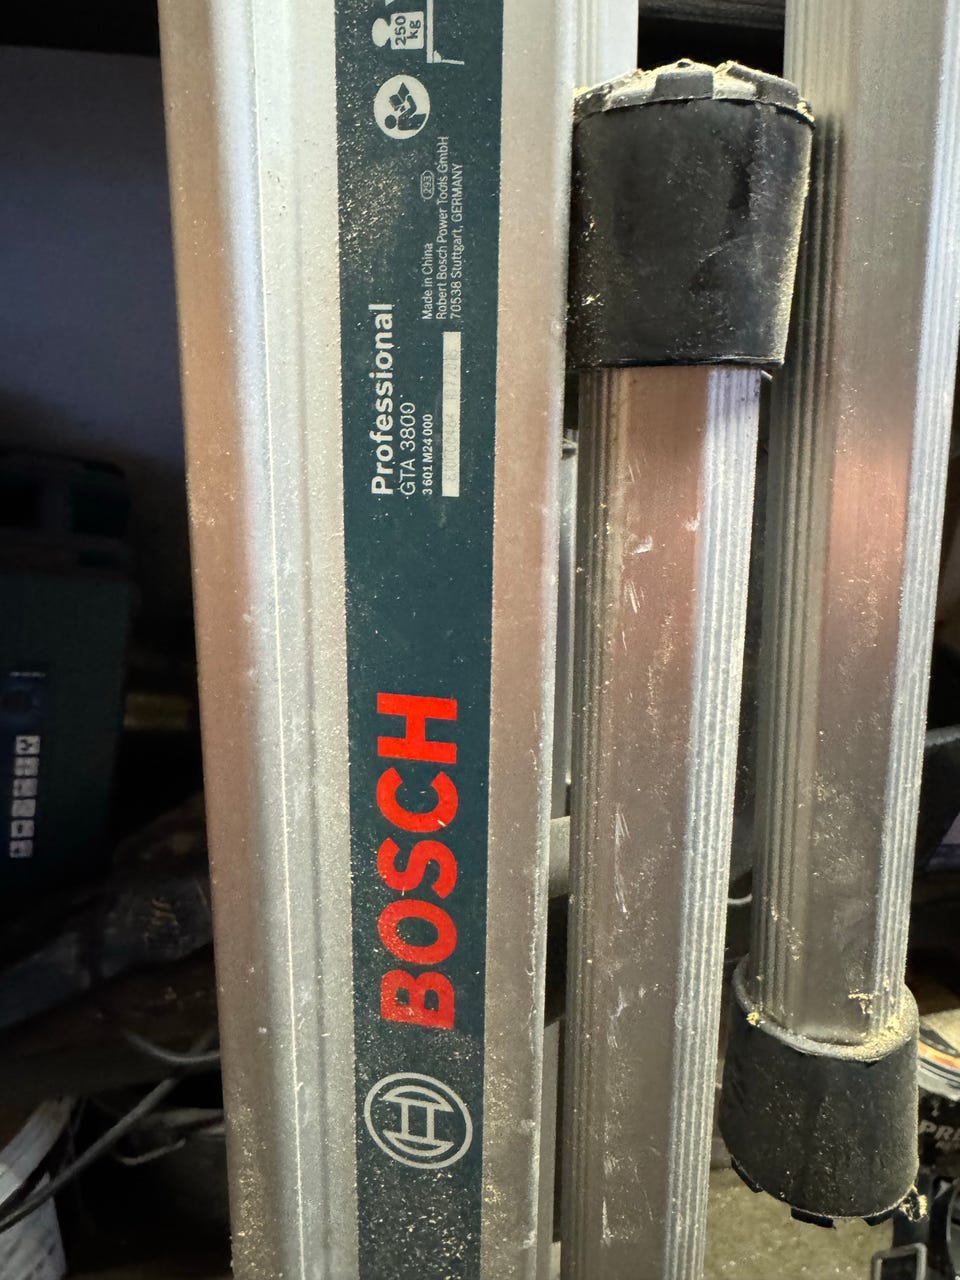 BOSCH
Professional
GTA 3800
3 601 M24 000
293
Made in China
Robert Bosch Power Tools GmbH
70538 Stuttgart, GERMANY
250
kg